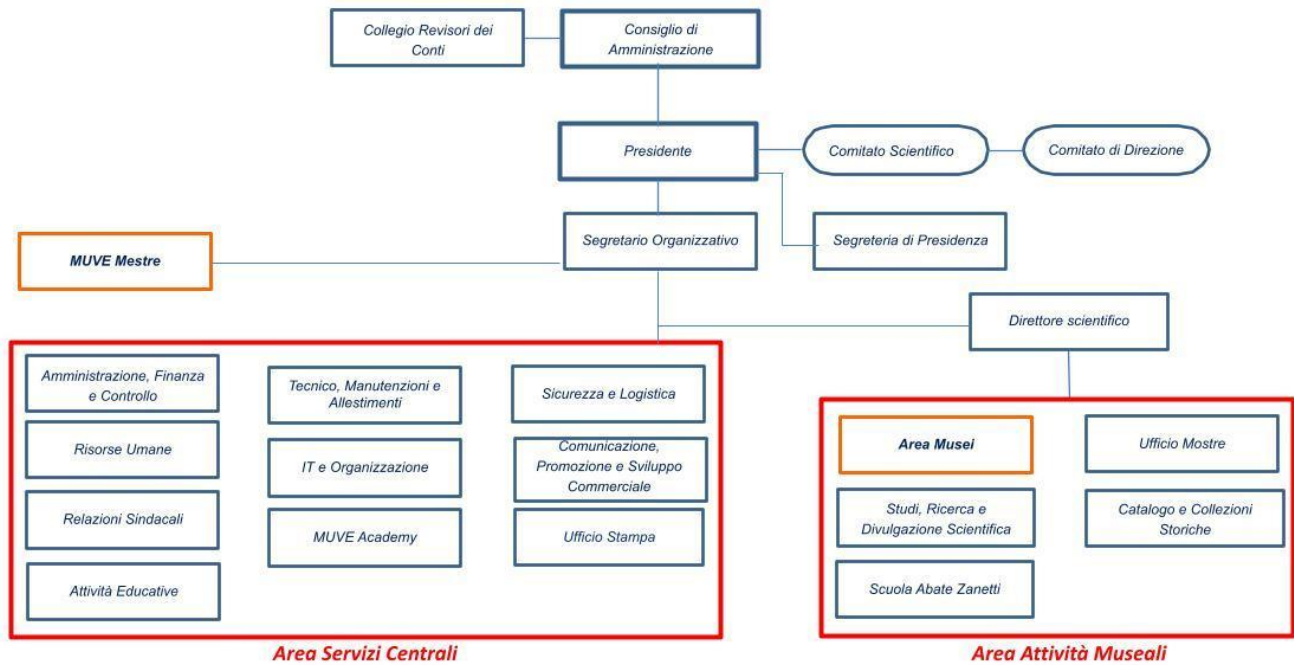 Collegio Revisori dei
Conti
Consiglio di
Amministrazione
Presidente
Comitato Scientifico
Comitato di Direzione
Segretario Organizzativo
Segreteria di Presidenza
MUVE Mestre
Direttore scientifico
Amministrazione, Finanza
e Controllo
Risorse Umane
Relazioni Sindacali
Attività Educative
Tecnico, Manutenzioni e
Allestimenti
IT e Organizzazione
MUVE Academy
Sicurezza e Logistica
Comunicazione,
Promozione e Sviluppo
Commerciale
Ufficio Stampa
Area Servizi Centrali
Area Musei
Studi, Ricerca e
Divulgazione Scientifica
Scuola Abate Zanetti
Ufficio Mostre
Catalogo e Collezioni
Storiche
Area Attività Museali